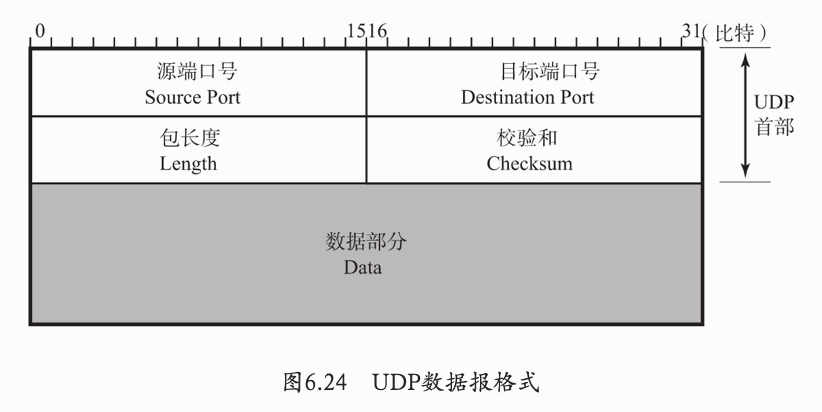 0 1516 31(比特)
源端口号 目标端口号
Source Port Destination Port
UDP
首部
包长度 校验和
Length Checksum
数据部分
Data
图6.24 UDP数据报格式